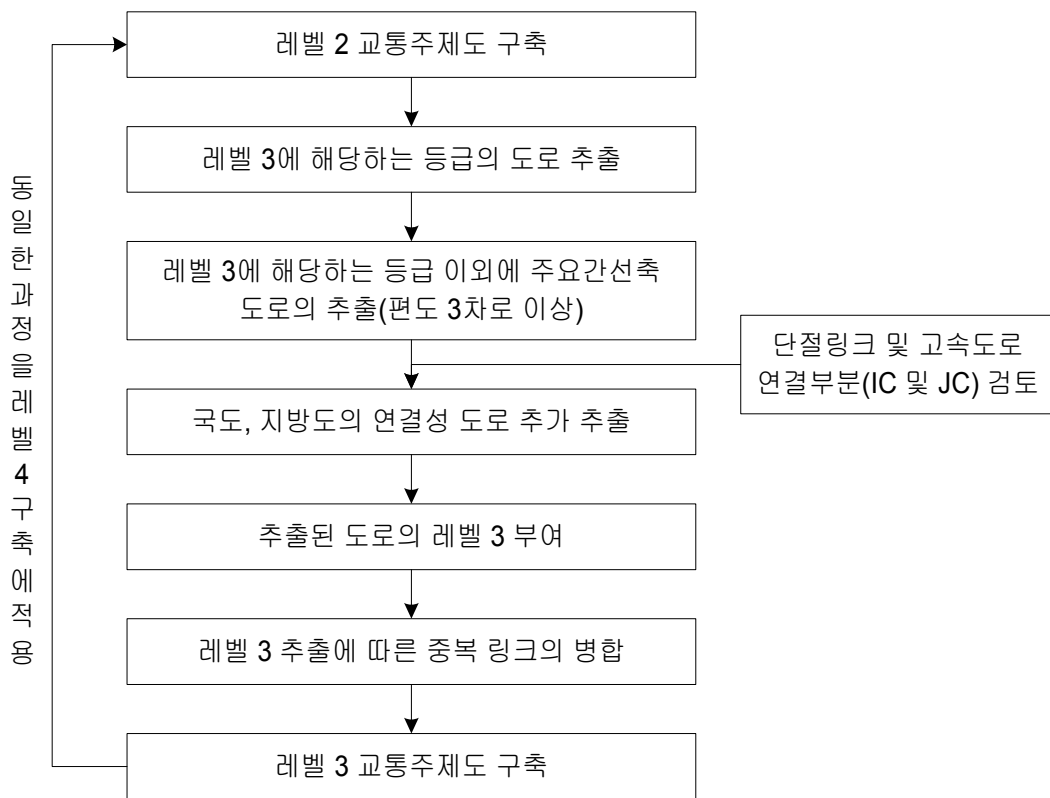 레벨 2 교통주제도 구축
레벨 3에 해당하는 등급의 도로 추출
레벨 3에 해당하는 등급 이외에 주요간선축
도로의 추출(편도 3차로 이상)
단절링크 및 고속도로
연결부분(IC 및 JC) 검토
국도, 지방도의 연결성 도로 추가 추출
추출된 도로의 레벨 3 부여
레벨 3 추출에 따른 중복 링크의 병합
레벨 3 교통주제도 구축
동일한과정을레벨4구축에적용